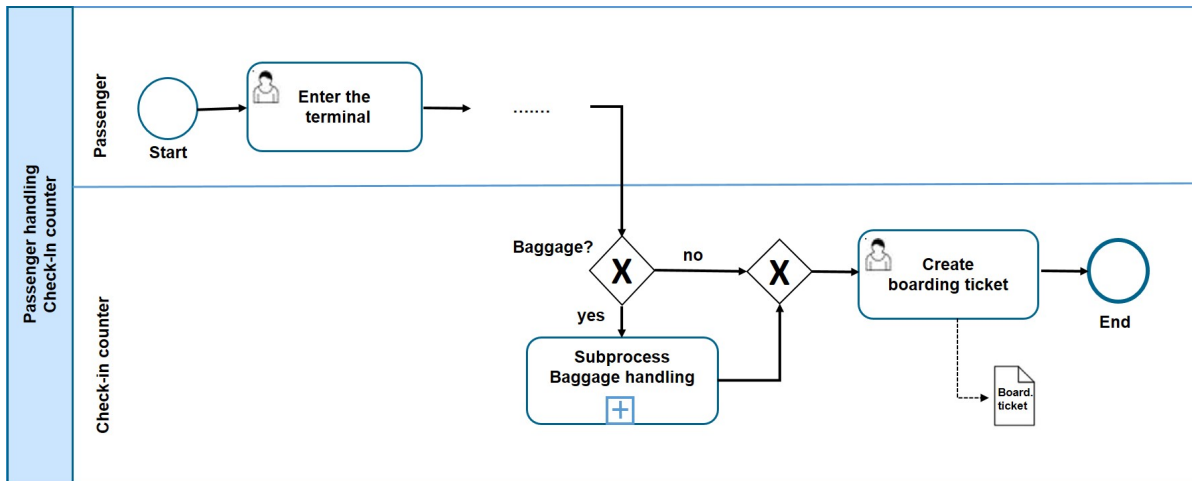 Passenger handling
Check-In counter
Passenger
Start
Enter the
terminal
.......
Check-in counter
Baggage?
X
no
yes
Subprocess
Baggage handling
X
Create
boarding ticket
Board.
ticket
End